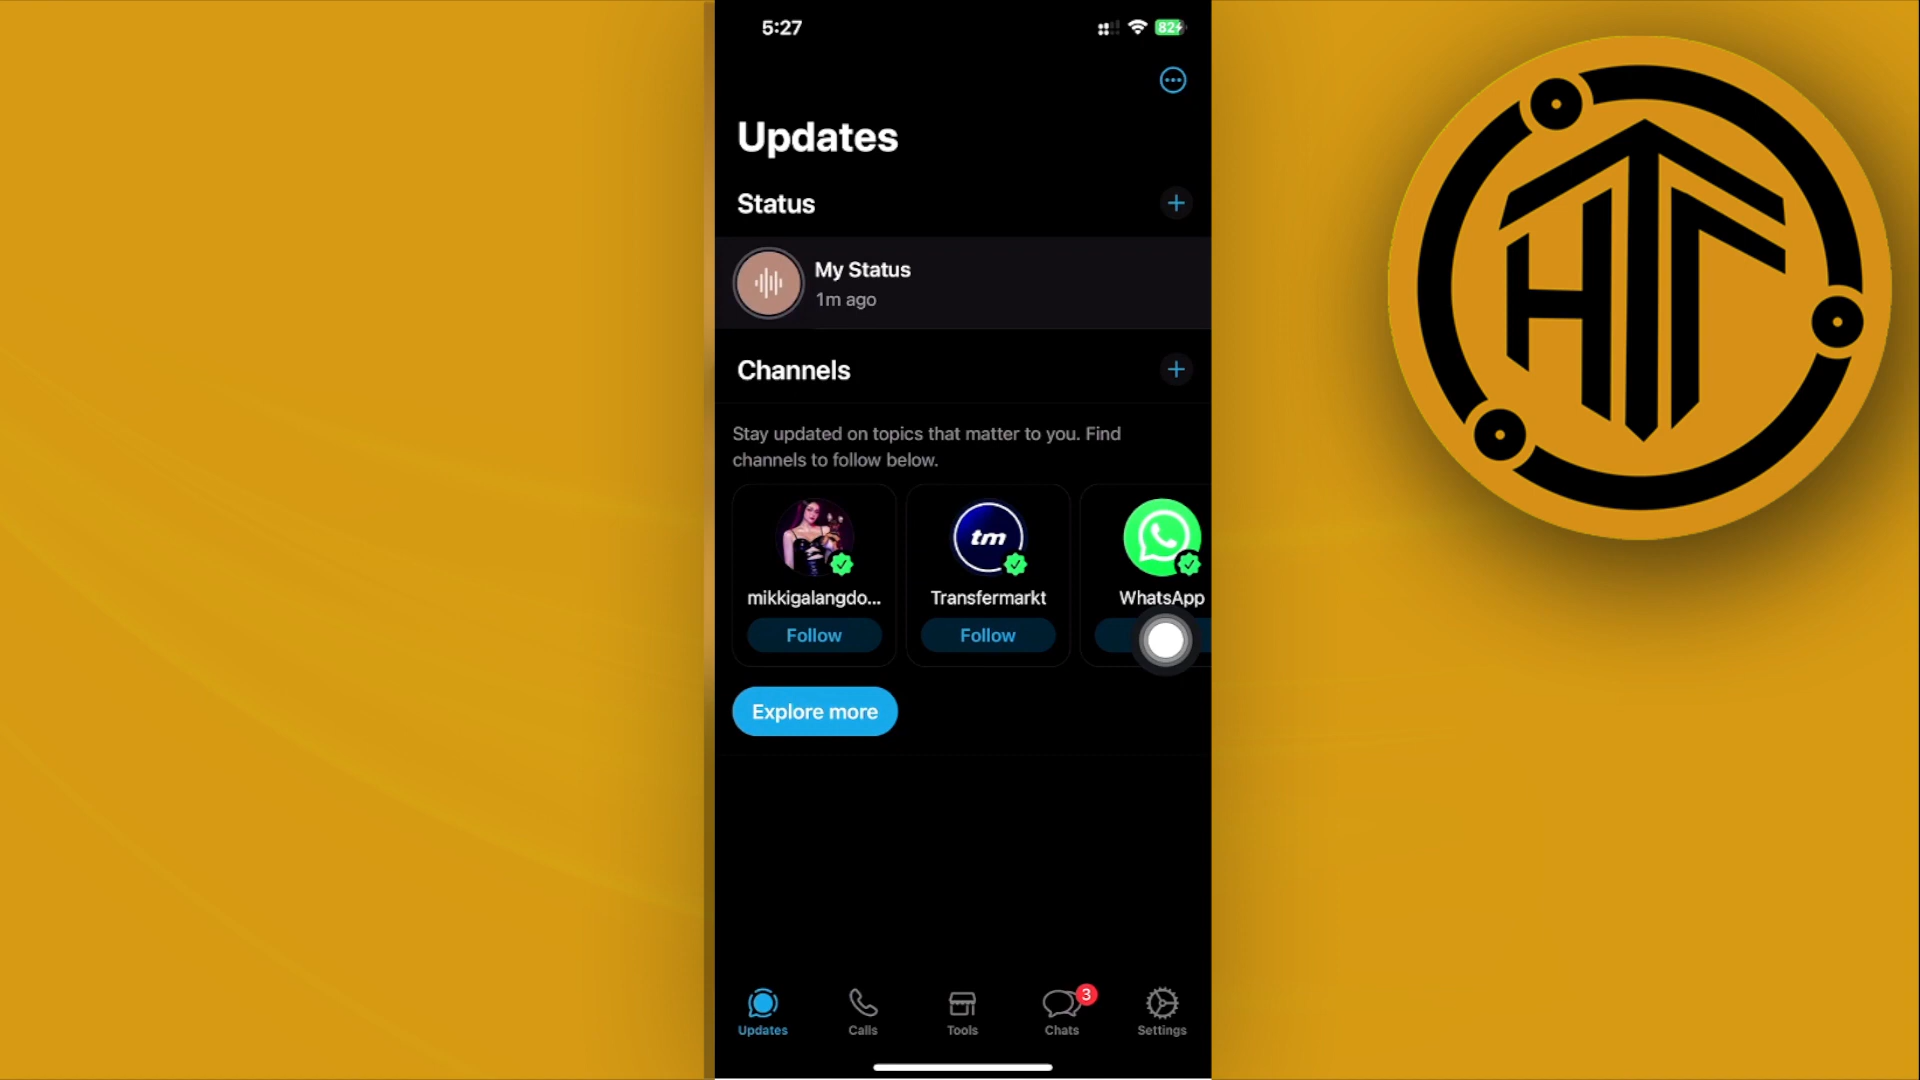 5:27
82
Updates
Status
My Status
1m ago
Channels
Stay updated on topics that matter to you. Find
channels to follow below.
mikkigalangdo... Transfermarkt WhatsApp
tm
Follow Follow
Explore more
3
Updates Calls Tools Chats Settings
HT